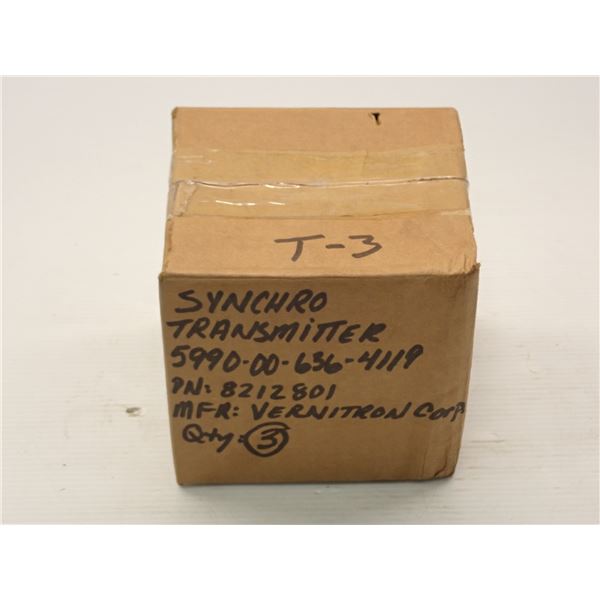 T-3
SYNCHRO
TRANSMITTER
5990-00-636-4119
PN: 8212801
MFR: VERNITRON CORP
Qty: 3